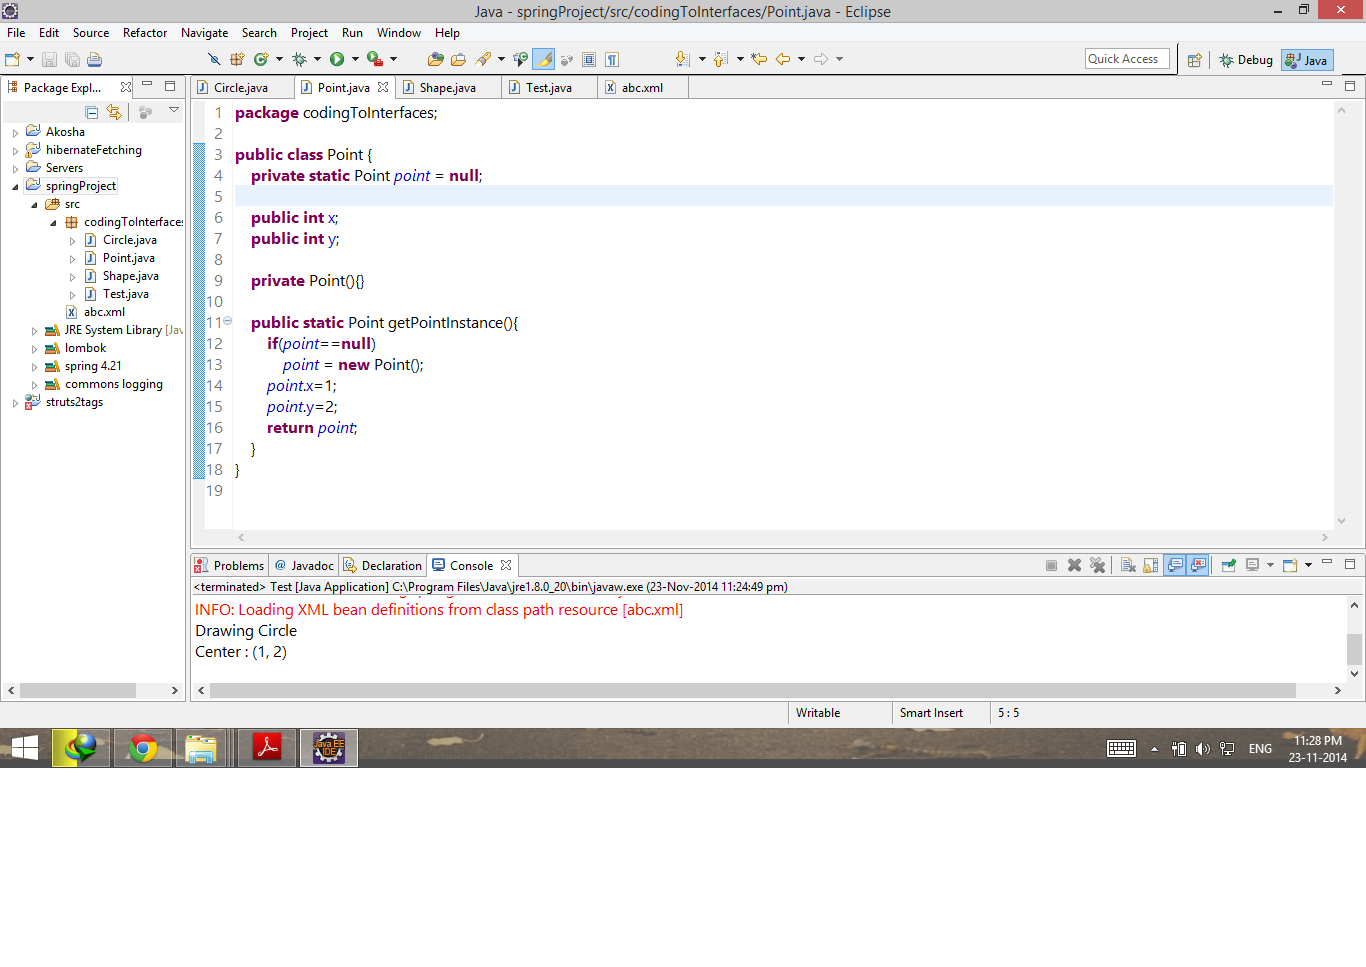 Java - springProject/src/codingToInterfaces/Point.java - Eclipse
File Edit Source Refactor Navigate Search Project Run Window Help
Quick Access
Debug
Java
Package Expl...
Akosha
hibernateFetching
Servers
springProject
src
codingToInterfaces
Circle.java
Point.java
Shape.java
Test.java
abc.xml
JRE System Library [Jav
lombok
spring 4.21
commons logging
struts2tags
Circle.java Point.java Shape.java Test.java abc.xml
1 package codingToInterfaces;
2
3 public class Point {
4 private static Point point = null;
5
6 public int x;
7 public int y;
8
9 private Point(){}
10
11 public static Point getPointInstance(){
12 if(point==null)
13 point = new Point();
14 point.x=1;
15 point.y=2;
16 return point;
17 }
18 }
19
Problems @ Javadoc Declaration Console
<terminated> Test [Java Application] C:\Program Files\Java\jre1.8.0_20\bin\javaw.exe (23-Nov-2014 11:24:49 pm)
INFO: Loading XML bean definitions from class path resource [abc.xml]
Drawing Circle
Center : (1, 2)
Writable Smart Insert 5 : 5
Java EE
IDE
ENG
11:28 PM
23-11-2014